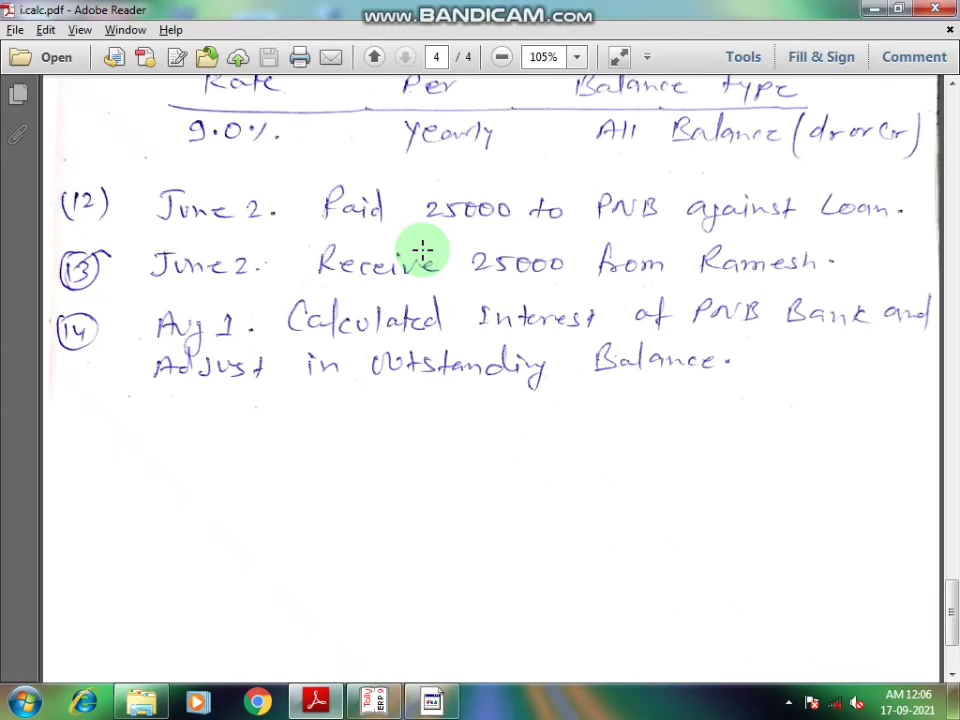 www.BANDICAM.com
i.calc.pdf - Adobe Reader
File Edit View Window Help
Open 4 / 4 105% Tools Fill & Sign Comment
Rate Per Balance type
9.0%. Yearly All Balance (dr or Cr)
(12) June 2. Paid 25000 to PNB against Loan.
(13) June 2. Receive 25000 from Ramesh.
(14) Aug 1. Calculated Interest of PNB Bank and
Adjust in Outstanding Balance.
Tally ERP 9
AM 12:06
17-09-2021